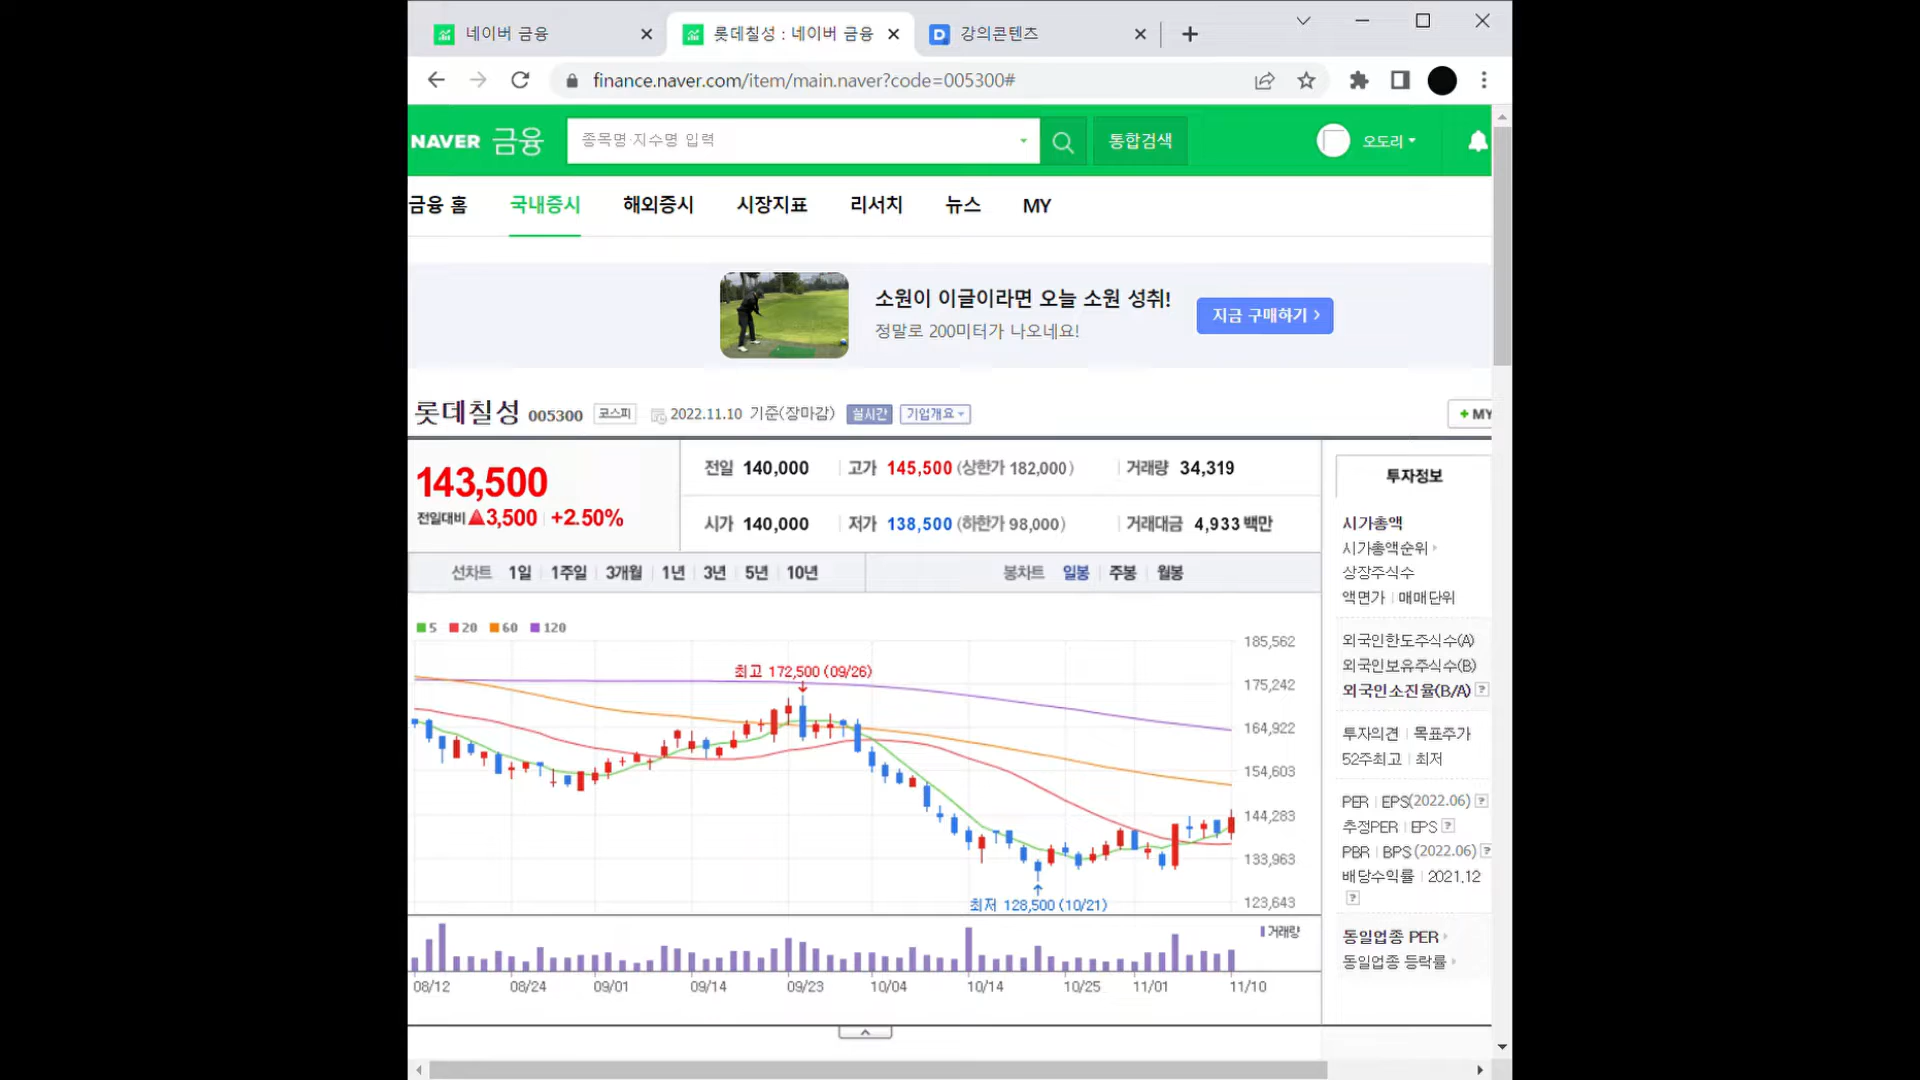 네이버 금융
롯데칠성 : 네이버 금융
강의콘텐츠
finance.naver.com/item/main.naver?code=005300#
NAVER 금융
종목명·지수명 입력
통합검색
오도리
금융 홈 국내증시 해외증시 시장지표 리서치 뉴스 MY
소원이 이글이라면 오늘 소원 성취!
정말로 200미터가 나오네요!
지금 구매하기
롯데칠성 005300 코스피 2022.11.10 기준(장마감) 실시간 기업개요
+ MY
143,500
전일대비 ▲3,500 +2.50%
전일 140,000 고가 145,500 (상한가 182,000) 거래량 34,319
시가 140,000 저가 138,500 (하한가 98,000) 거래대금 4,933 백만
선차트 1일 1주일 3개월 1년 3년 5년 10년 봉차트 일봉 주봉 월봉
5 20 60 120
185,562
최고 172,500 (09/26)
175,242
164,922
154,603
144,283
133,963
123,643
최저 128,500 (10/21)
거래량
08/12 08/24 09/01 09/14 09/23 10/04 10/14 10/25 11/01 11/10
투자정보
시가총액
시가총액순위
상장주식수
액면가 | 매매단위
외국인한도주식수(A)
외국인보유주식수(B)
외국인소진율(B/A) ?
투자의견 | 목표주가
52주최고 | 최저
PER | EPS(2022.06) ?
추정PER | EPS ?
PBR | BPS (2022.06) ?
배당수익률 | 2021.12
?
동일업종 PER
동일업종 등락률